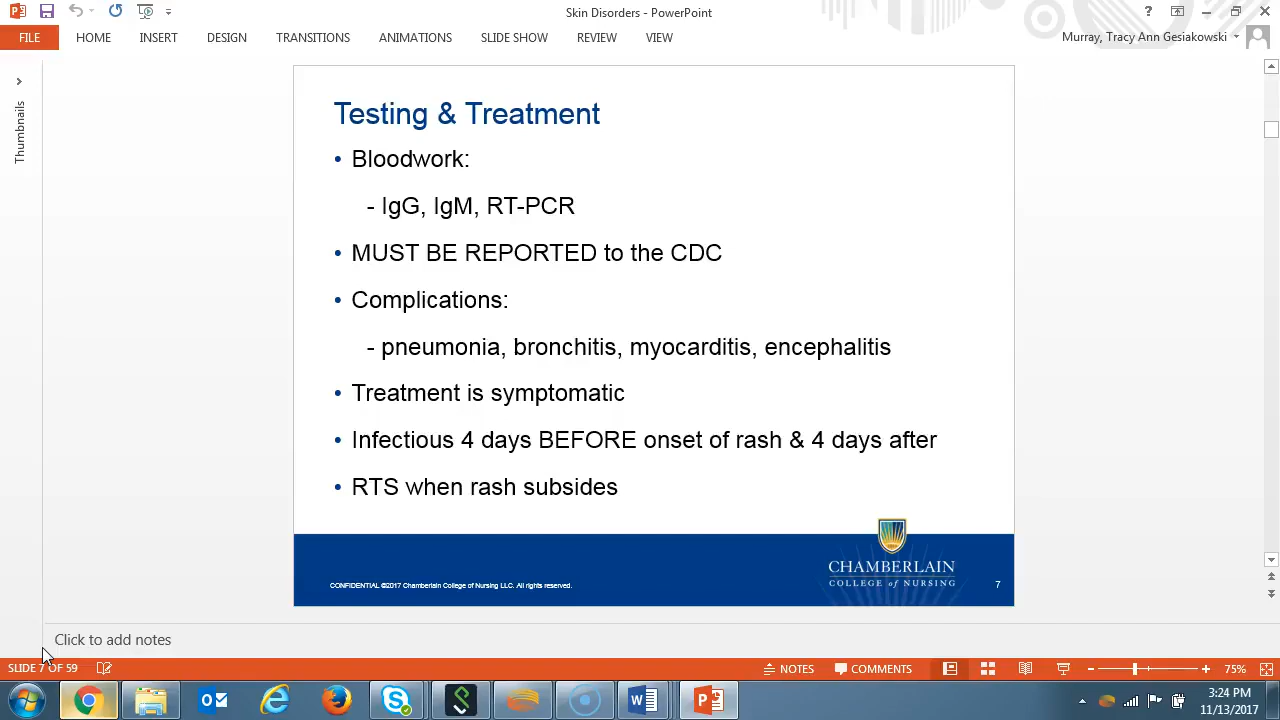 Skin Disorders - PowerPoint
?
FILE HOME INSERT DESIGN TRANSITIONS ANIMATIONS SLIDE SHOW REVIEW VIEW Murray, Tracy Ann Gesiakowski
Thumbnails
Testing & Treatment
• Bloodwork:
- IgG, IgM, RT-PCR
• MUST BE REPORTED to the CDC
• Complications:
- pneumonia, bronchitis, myocarditis, encephalitis
• Treatment is symptomatic
• Infectious 4 days BEFORE onset of rash & 4 days after
• RTS when rash subsides
CHAMBERLAIN
COLLEGE of NURSING
CONFIDENTIAL ©2017 Chamberlain College of Nursing LLC. All rights reserved. 7
Click to add notes
SLIDE 7 OF 59 NOTES COMMENTS 75%
3:24 PM
11/13/2017